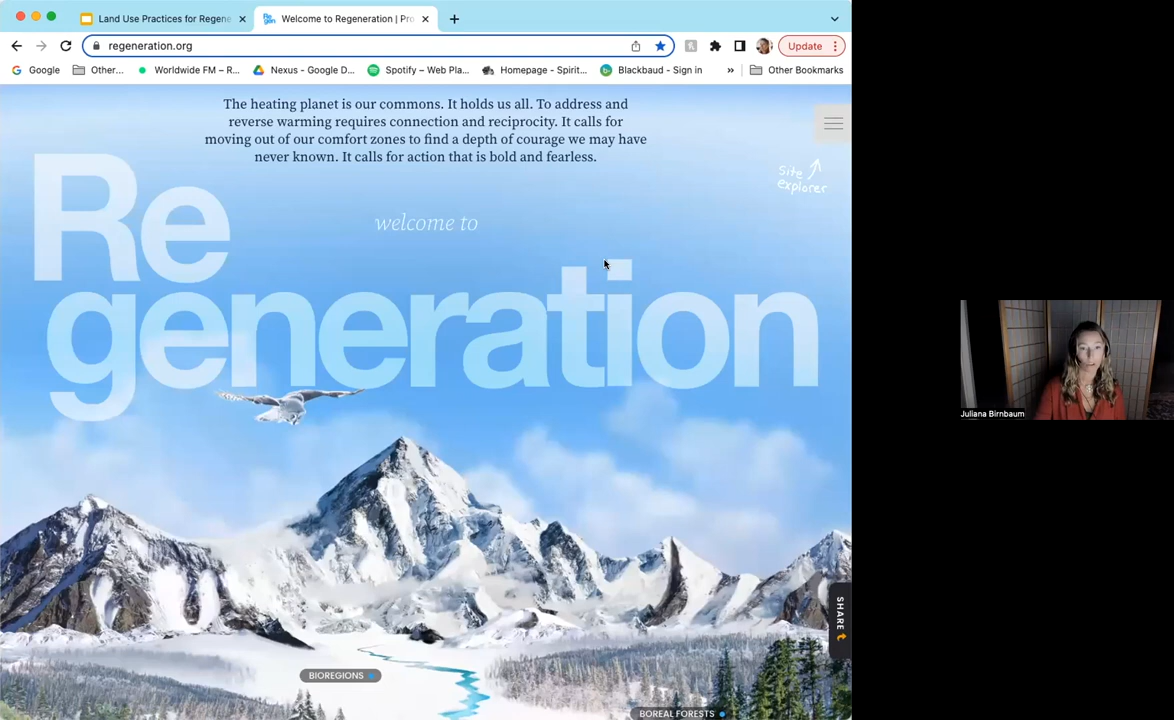 Land Use Practices for Regene
Welcome to Regeneration | Pro
regeneration.org
Update
Google
Other...
Worldwide FM – R...
Nexus - Google D...
Spotify – Web Pla...
Homepage - Spirit...
Blackbaud - Sign in
»
Other Bookmarks
The heating planet is our commons. It holds us all. To address and
reverse warming requires connection and reciprocity. It calls for
moving out of our comfort zones to find a depth of courage we may have
never known. It calls for action that is bold and fearless.
site
explorer
Re
welcome to
generation
SHARE
BIOREGIONS
BOREAL FORESTS
Juliana Birnbaum